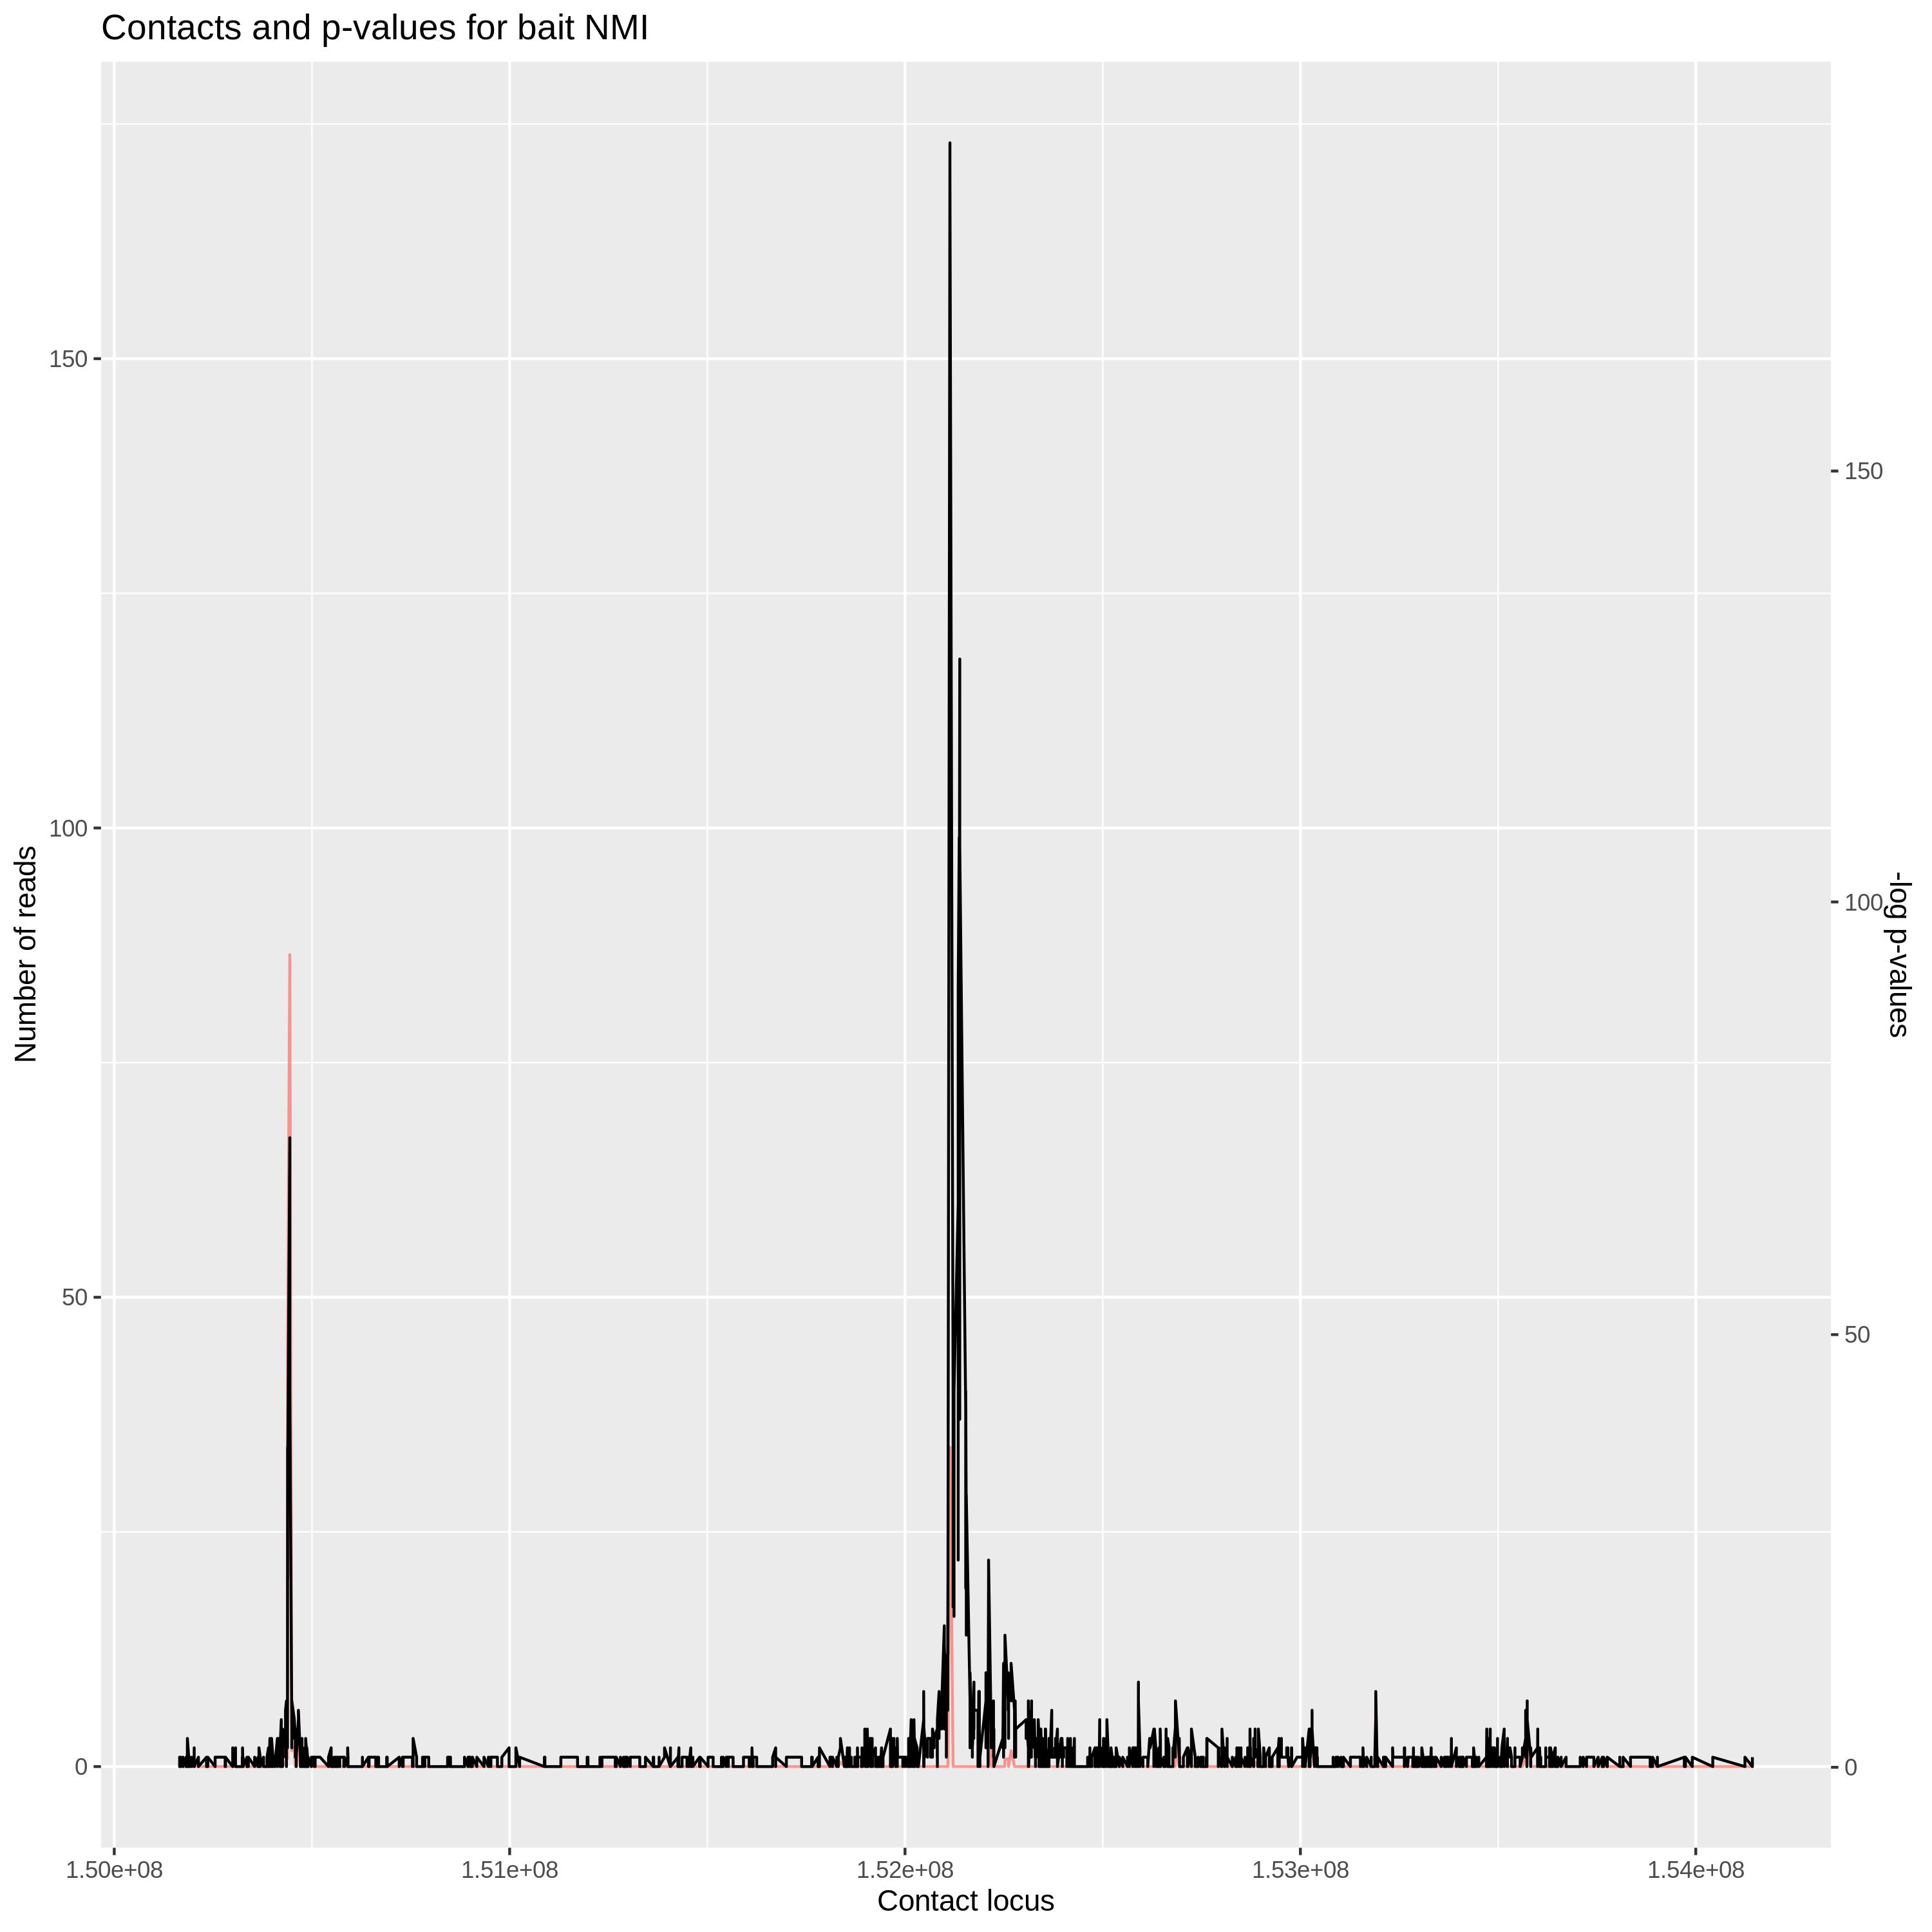 Contacts and p-values for bait NMI
Number of reads
150
100
50
0
150
100
50
0
-log p-values
1.50e+08
1.51e+08
1.52e+08
1.53e+08
1.54e+08
Contact locus